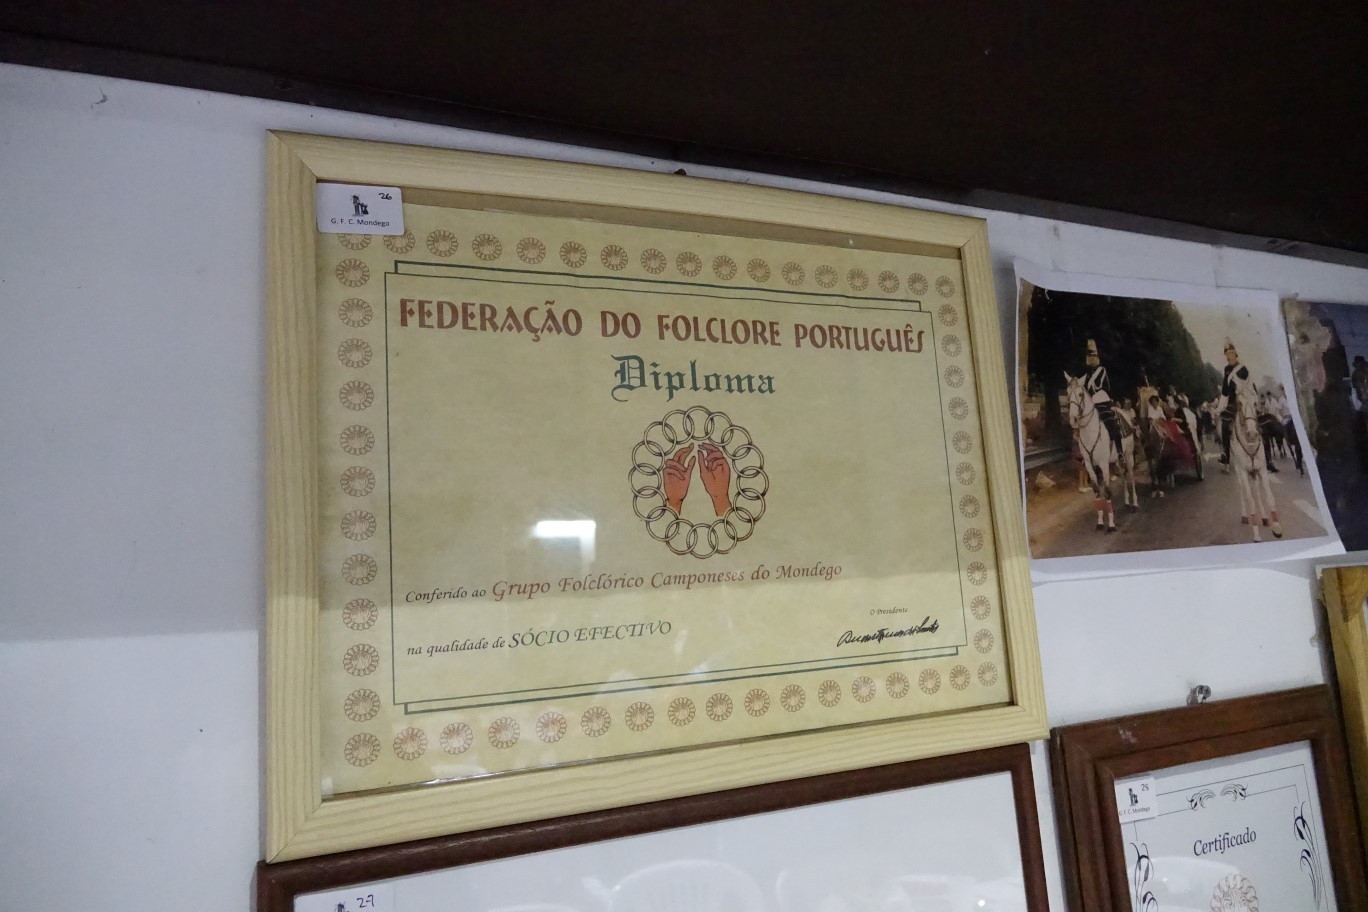 26
G. F. C. Mondego
FEDERAÇÃO DO FOLCLORE PORTUGUÊS
Diploma
Conferido ao Grupo Folclórico Camponeses do Mondego
na qualidade de SÓCIO EFECTIVO
O Presidente
27
25
G. F. C. Mondego
Certificado